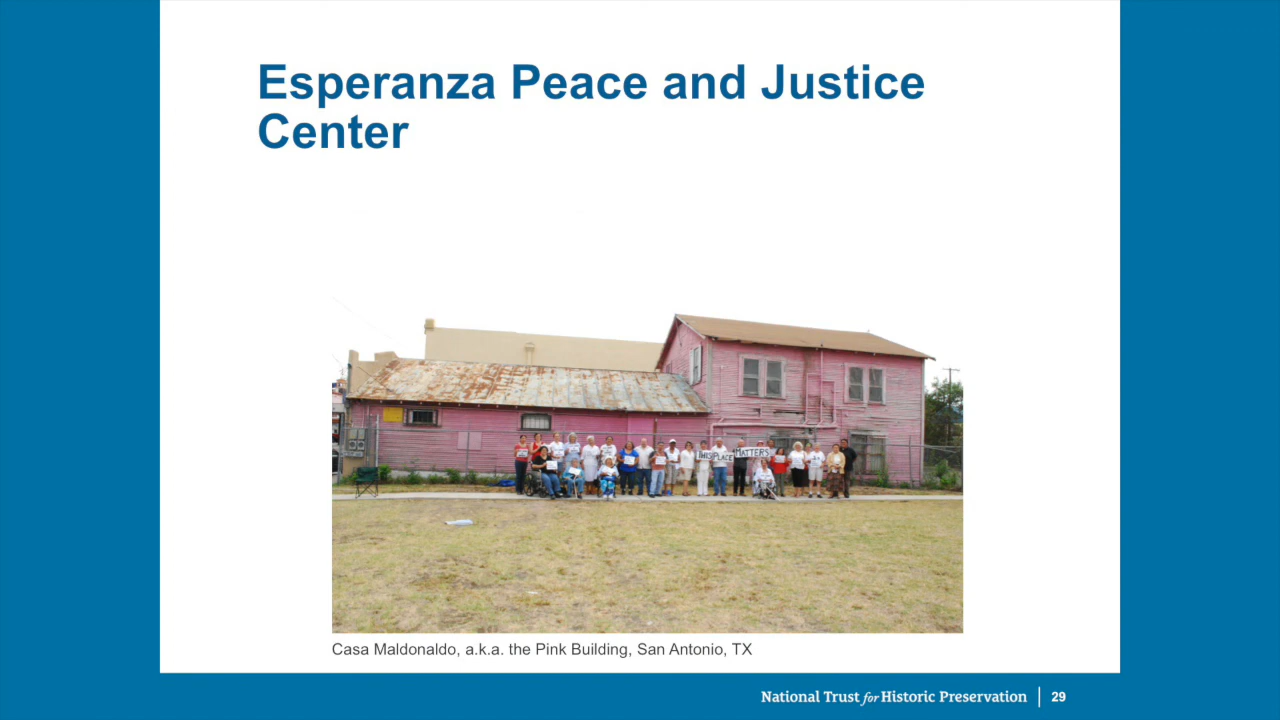 Esperanza Peace and Justice
Center
THIS PLACE MATTERS
Casa Maldonaldo, a.k.a. the Pink Building, San Antonio, TX
National Trust for Historic Preservation | 29